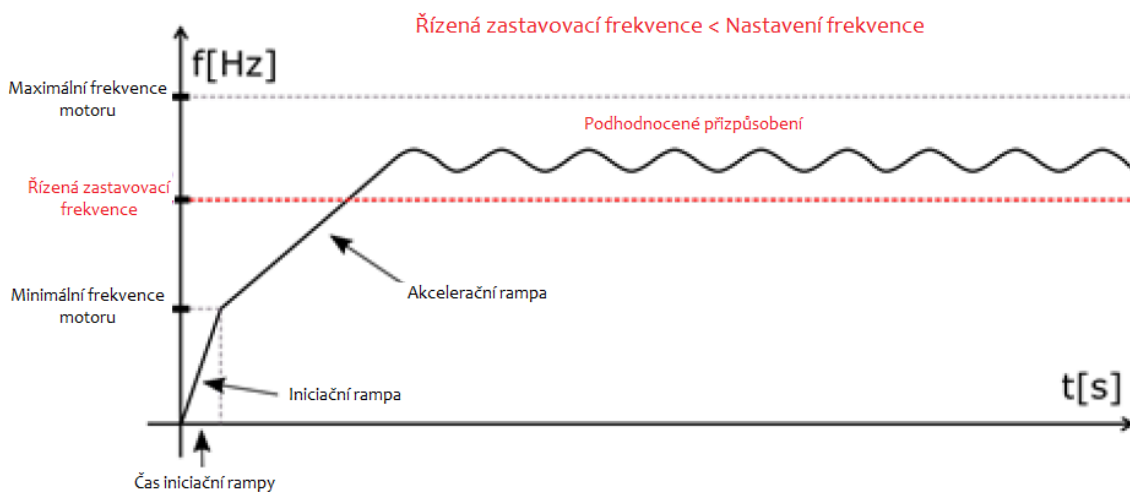 Řízená zastavovací frekvence < Nastavení frekvence
f[Hz]
Maximální frekvence
motoru
Podhodnocené přizpůsobení
Řízená zastavovací
frekvence
Akcelerační rampa
Minimální frekvence
motoru
Iniciační rampa
t[s]
Čas iniciační rampy